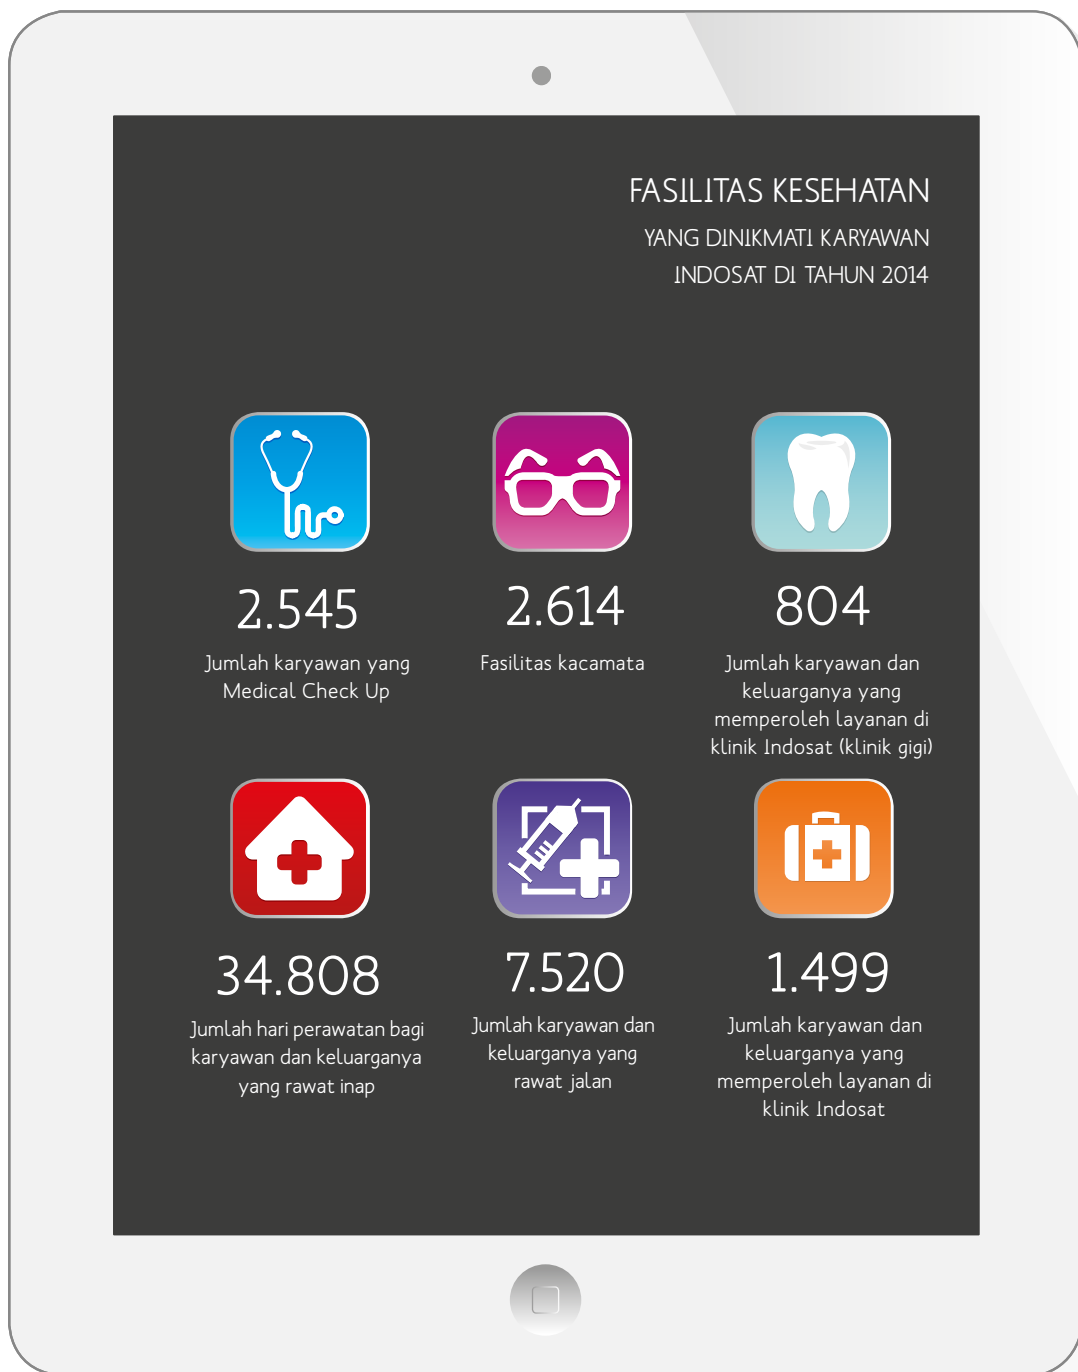 FASILITAS KESEHATAN
YANG DINIKMATI KARYAWAN
INDOSAT DI TAHUN 2014
2.545
Jumlah karyawan yang
Medical Check Up
2.614
Fasilitas kacamata
804
Jumlah karyawan dan
keluarganya yang
memperoleh layanan di
klinik Indosat (klinik gigi)
34.808
Jumlah hari perawatan bagi
karyawan dan keluarganya
yang rawat inap
7.520
Jumlah karyawan dan
keluarganya yang
rawat jalan
1.499
Jumlah karyawan dan
keluarganya yang
memperoleh layanan di
klinik Indosat